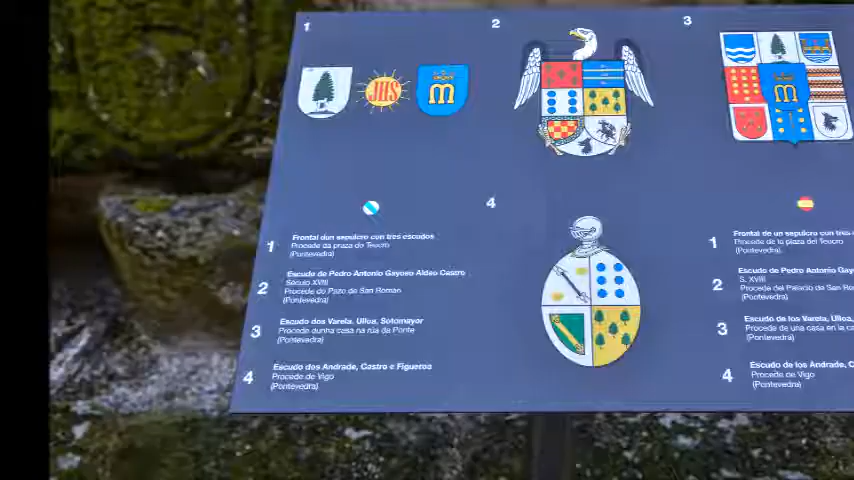 1
2
3
JHS
m
m
4
1 Frontal dun sepulcro con tres escudos
Procede da praza do Teucro
(Pontevedra)
2 Escudo de Pedro Antonio Gayoso Aldao Castro
Século XVIII
Procede do Pazo de San Roman
(Pontevedra)
3 Escudo dos Varela, Ulloa, Sotomayor
Procede dunha casa na rúa da Ponte
(Pontevedra)
4 Escudo dos Andrade, Castro e Figueroa
Procede de Vigo
(Pontevedra)
1 Frontal de un sepulcro con tres
Procede de la plaza del Teucro
(Pontevedra)
2 Escudo de Pedro Antonio Gay
S. XVIII
Procede del Palacio de San R
(Pontevedra)
3 Escudo de los Varela, Ulloa,
Procede de una casa en la c
(Pontevedra)
4 Escudo de los Andrade, C
Procede de Vigo
(Pontevedra)